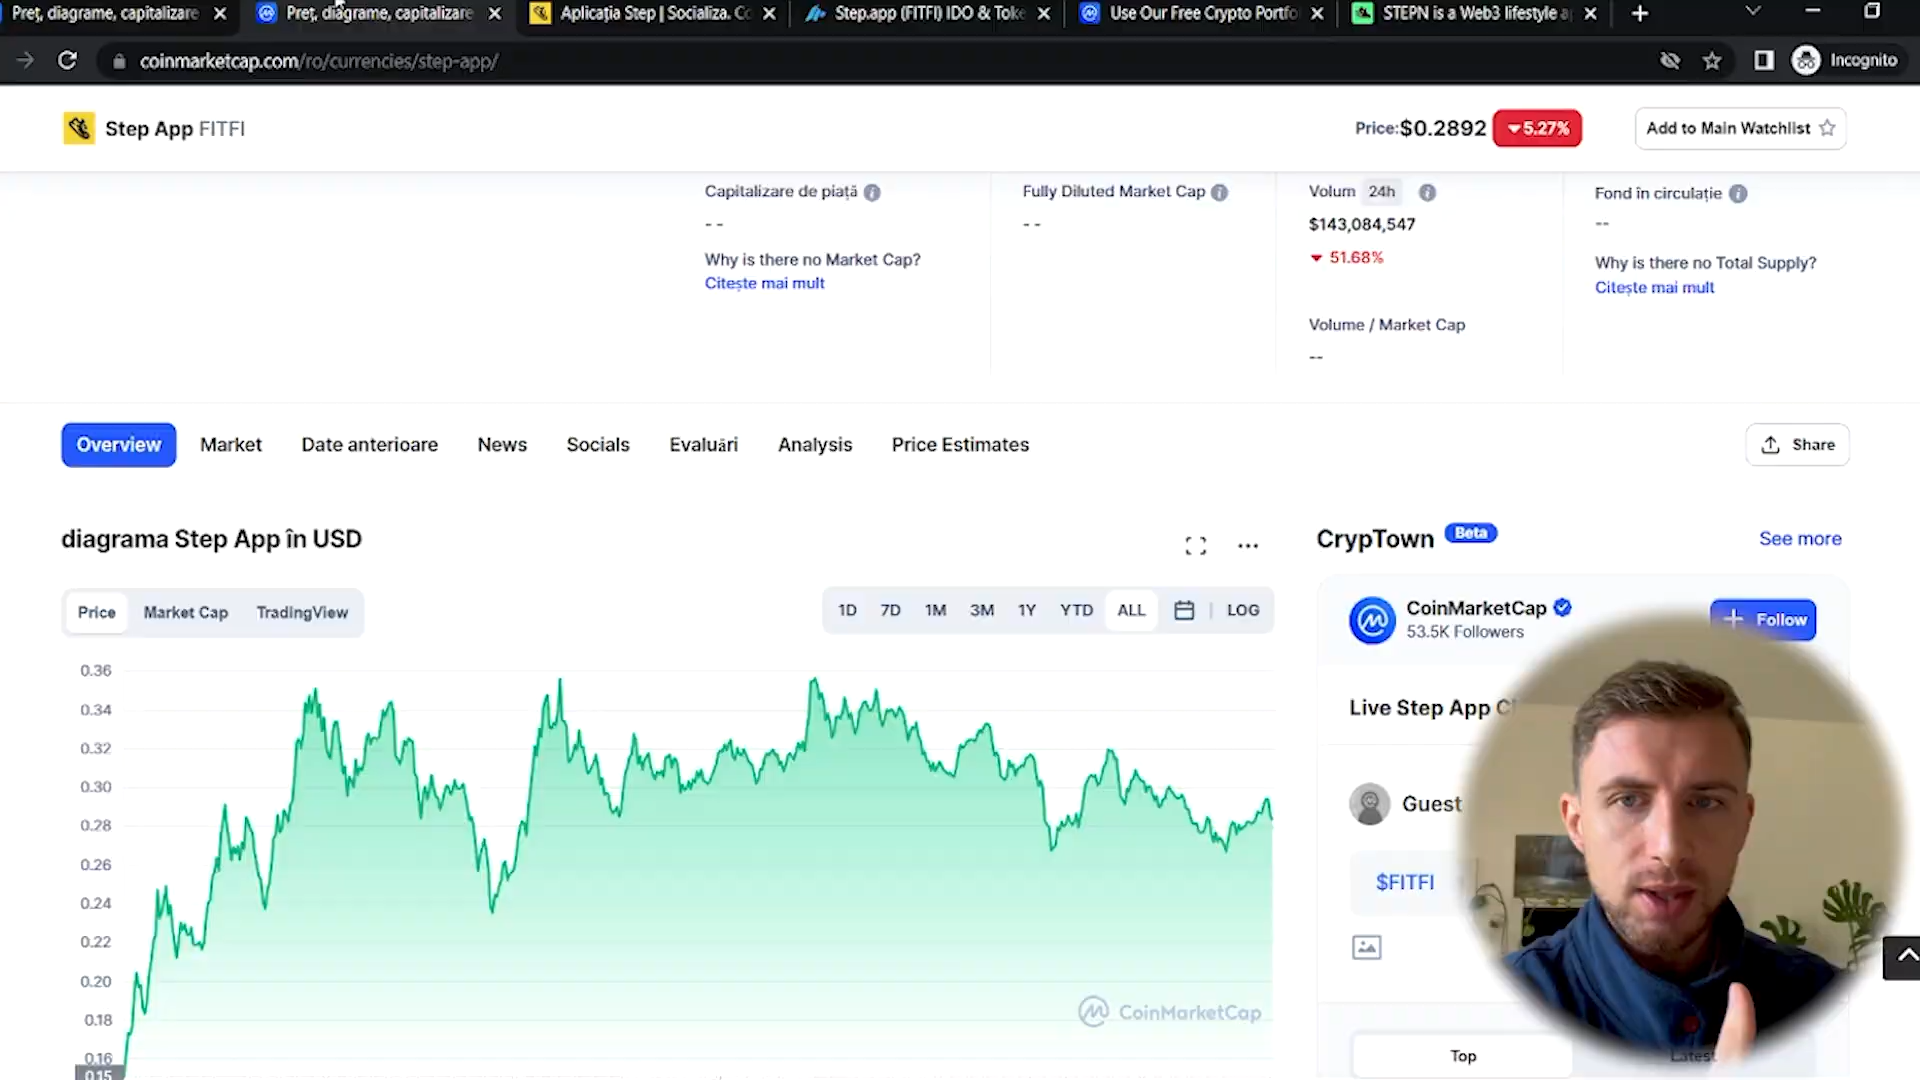 Preț, diagrame, capitalizare
Preț, diagrame, capitalizare
Aplicația Step | Socializa. Co
Step.app (FITFI) IDO & Toke
Use Our Free Crypto Portfo
STEPN is a Web3 lifestyle a
coinmarketcap.com/ro/currencies/step-app/
Incognito
Step App FITFI
Price:$0.2892
5.27%
Add to Main Watchlist
Capitalizare de piață
- -
Why is there no Market Cap?
Citește mai mult
Fully Diluted Market Cap
- -
Volum 24h
$143,084,547
51.68%
Volume / Market Cap
--
Fond în circulație
--
Why is there no Total Supply?
Citește mai mult
Overview
Market
Date anterioare
News
Socials
Evaluări
Analysis
Price Estimates
Share
diagrama Step App în USD
Price
Market Cap
TradingView
1D
7D
1M
3M
1Y
YTD
ALL
LOG
0.36
0.34
0.32
0.30
0.28
0.26
0.24
0.22
0.20
0.18
0.16
0.15
CoinMarketCap
CrypTown Beta
See more
CoinMarketCap
53.5K Followers
Follow
Live Step App
Guest
$FITFI
Top
Latest